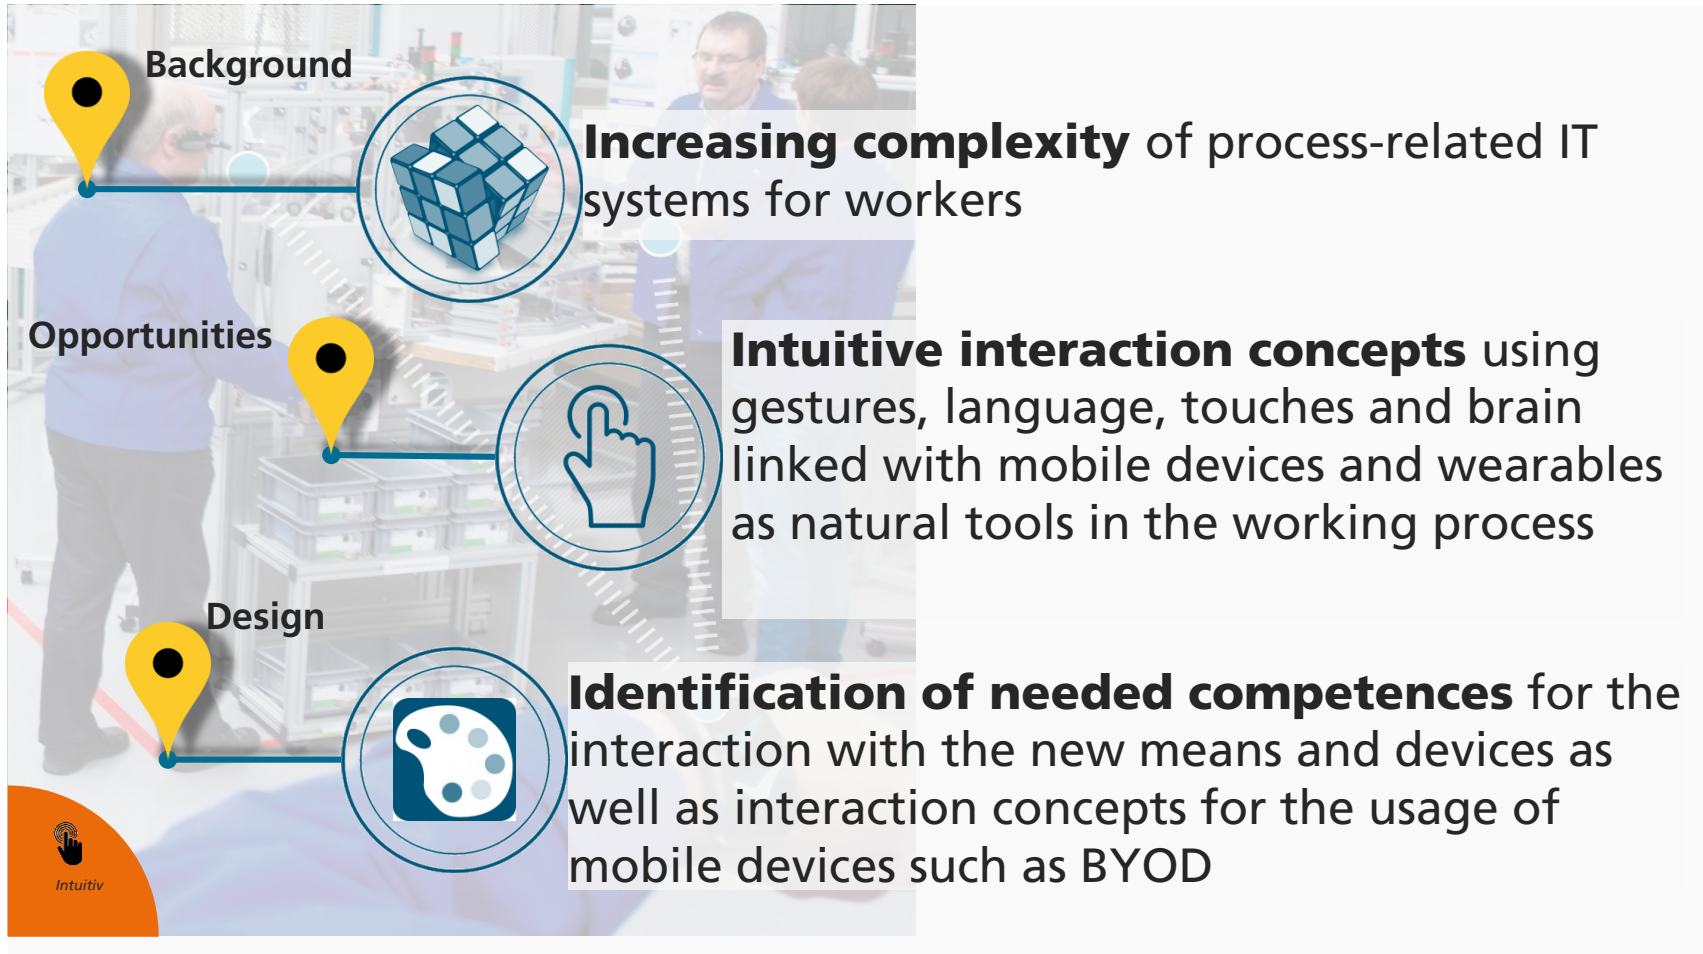 Background
Increasing complexity of process-related IT
systems for workers
Opportunities
Intuitive interaction concepts using
gestures, language, touches and brain
linked with mobile devices and wearables
as natural tools in the working process
Design
Identification of needed competences for the
interaction with the new means and devices as
well as interaction concepts for the usage of
mobile devices such as BYOD
Intuitiv